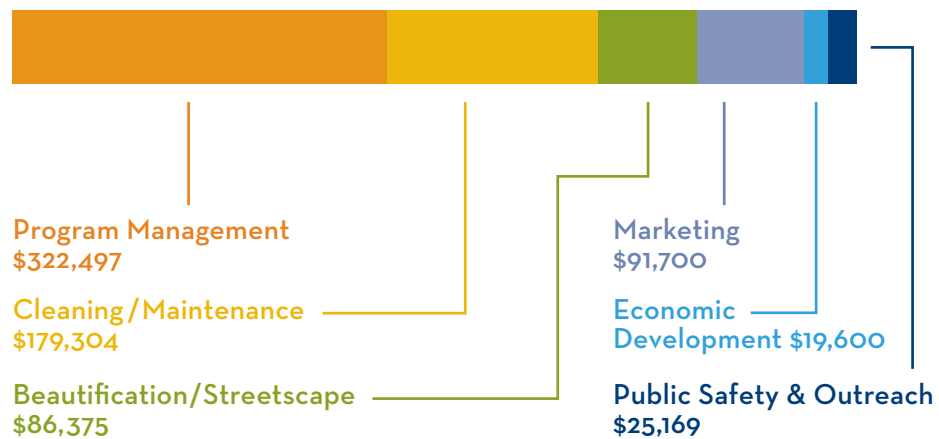 Program Management
$322,497
Cleaning/Maintenance
$179,304
Beautification/Streetscape
$86,375
Marketing
$91,700
Economic
Development $19,600
Public Safety & Outreach
$25,169